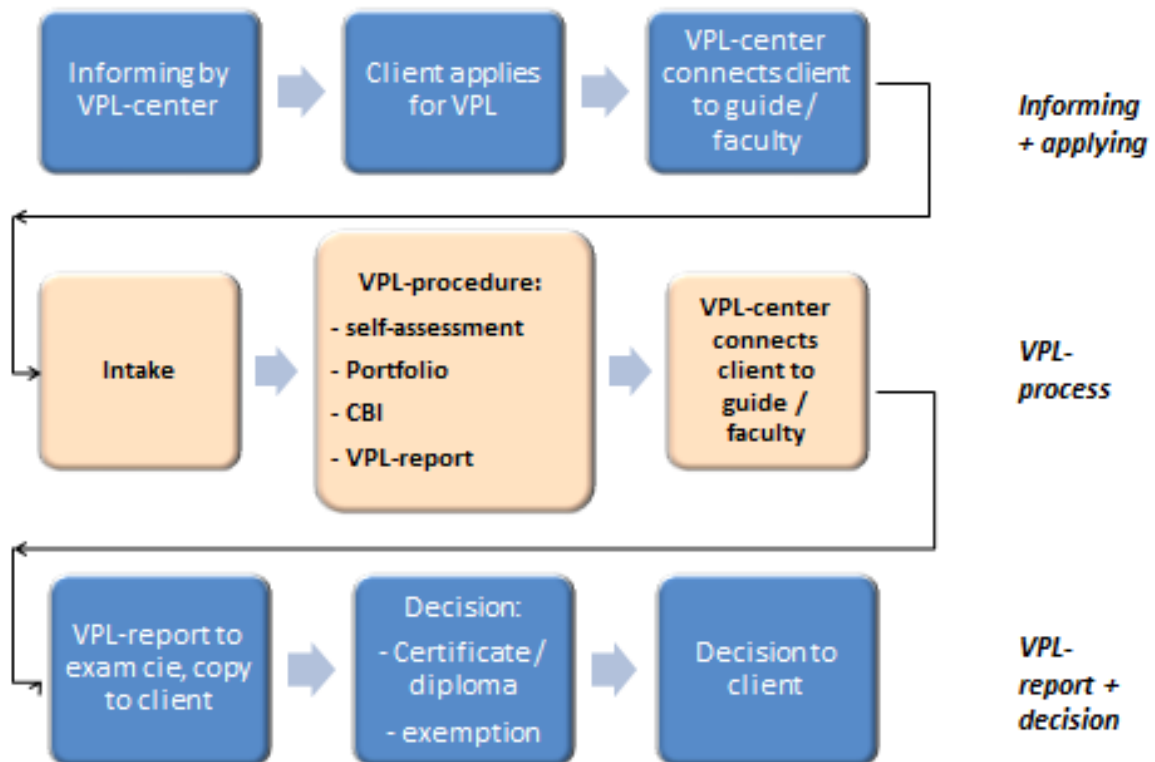 Informing by
VPL-center
Client applies
for VPL
VPL-center
connects client
to guide /
faculty
Informing
+ applying
Intake
VPL-procedure:
- self-assessment
- Portfolio
- CBI
- VPL-report
VPL-center
connects
client to
guide /
faculty
VPL-
process
VPL-report to
exam cie, copy
to client
Decision:
- Certificate /
diploma
- exemption
Decision to
client
VPL-
report +
decision